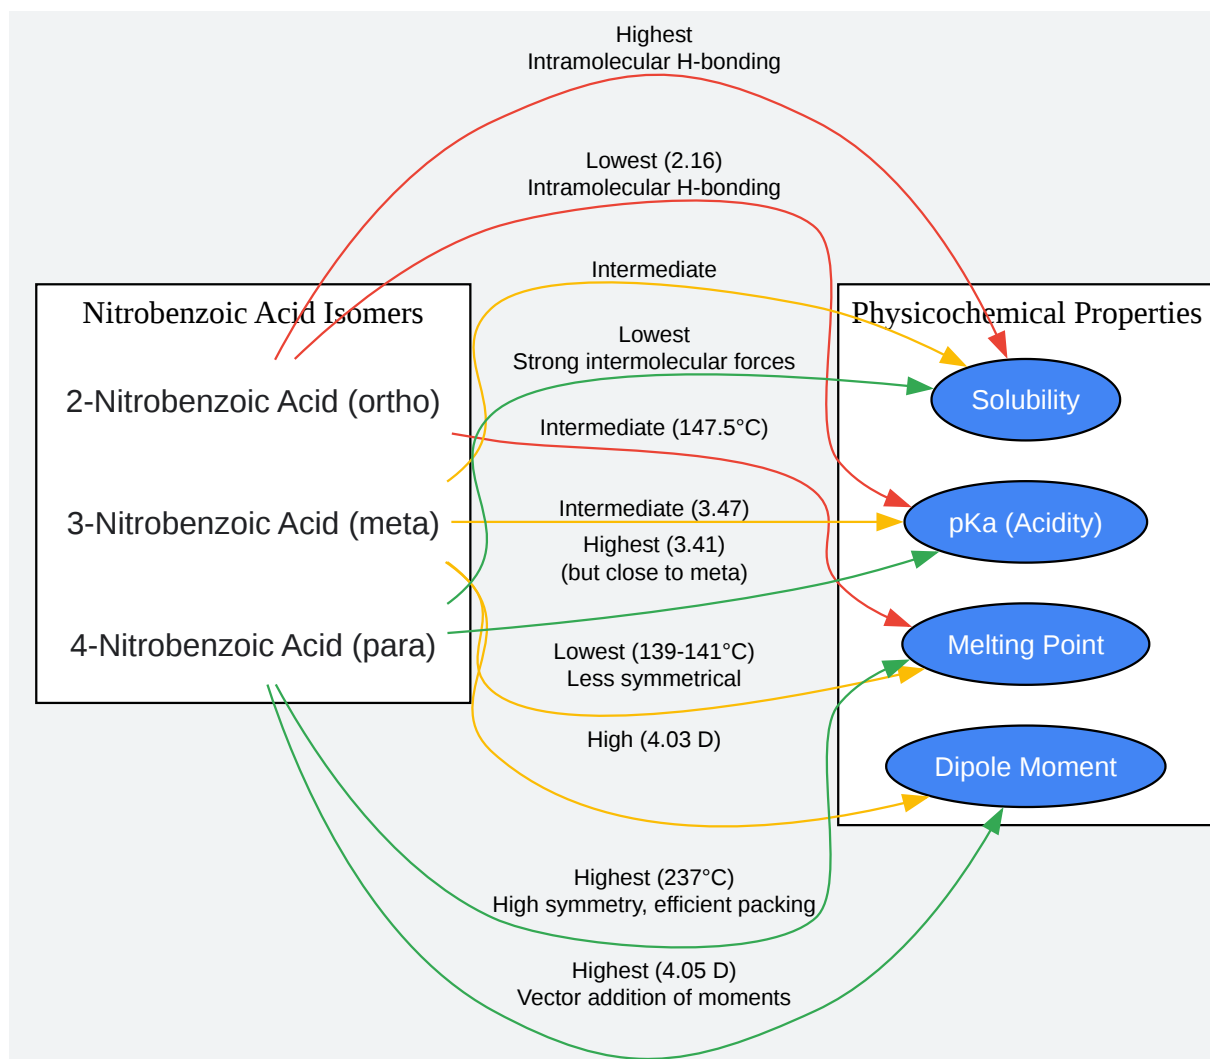 Highest
Intramolecular H-bonding
Lowest (2.16)
Intramolecular H-bonding
Intermediate
Nitrobenzoic Acid Isomers
Physicochemical Properties
Lowest
Strong intermolecular forces
2-Nitrobenzoic Acid (ortho)
Solubility
Intermediate (147.5°C)
Intermediate (3.47)
3-Nitrobenzoic Acid (meta)
pKa (Acidity)
Highest (3.41)
(but close to meta)
4-Nitrobenzoic Acid (para)
Melting Point
Lowest (139-141°C)
Less symmetrical
High (4.03 D)
Dipole Moment
Highest (237°C)
High symmetry, efficient packing
Highest (4.05 D)
Vector addition of moments